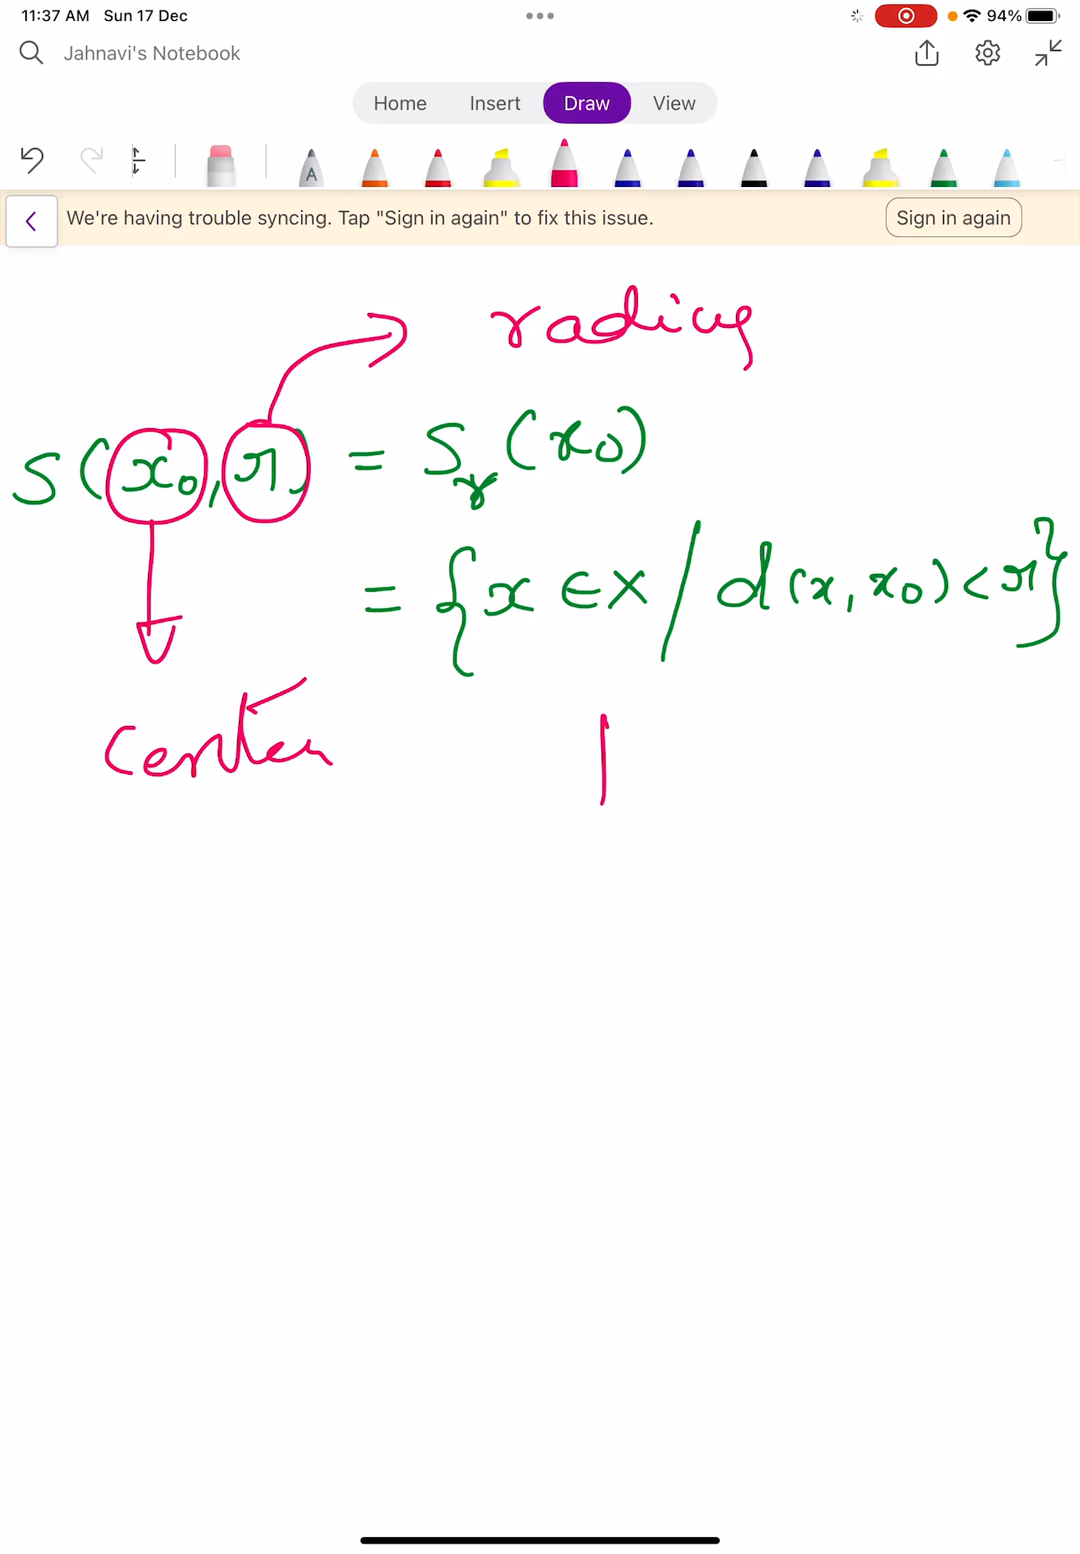 11:37 AM Sun 17 Dec
94%
Jahnavi's Notebook
Home Insert Draw View
A
We're having trouble syncing. Tap "Sign in again" to fix this issue.
Sign in again
radius
S(x₀, r) = Sᵣ(x₀)
= {x ∈ X / d(x, x₀) < r}
center